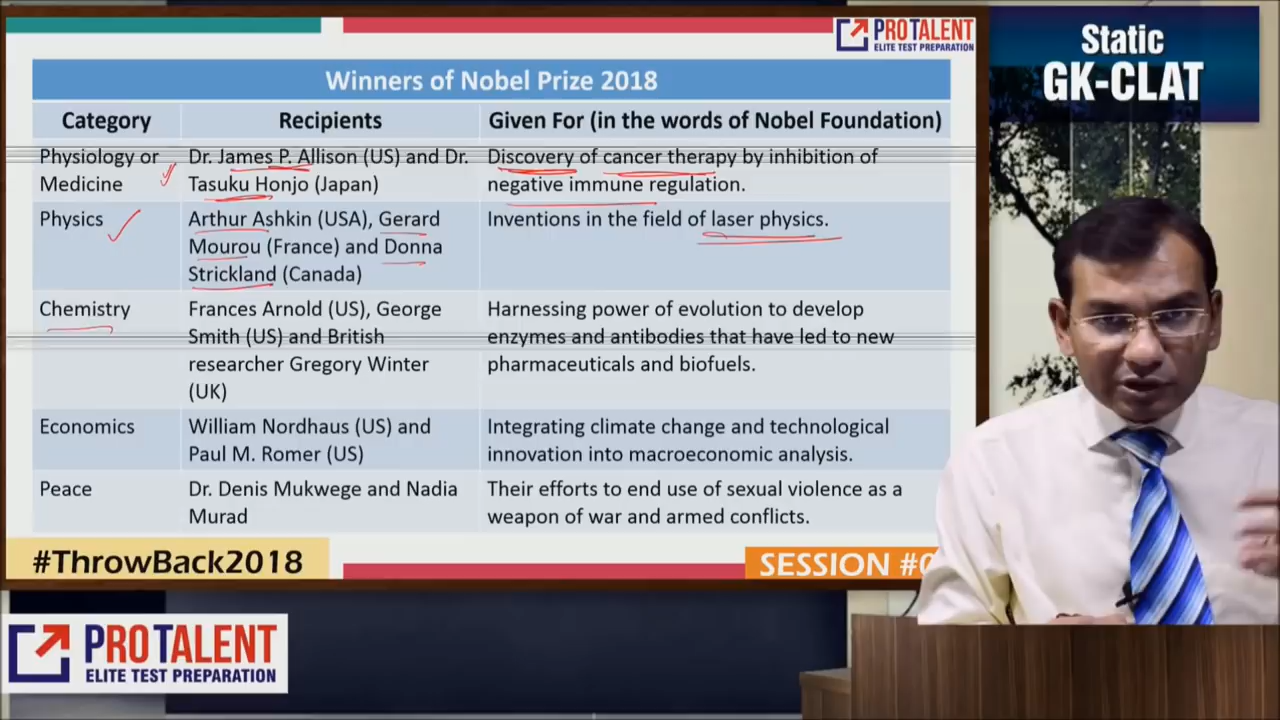 PROTALENT
ELITE TEST PREPARATION
Static
GK-CLAT
Winners of Nobel Prize 2018
Category Recipients Given For (in the words of Nobel Foundation)
Physiology or Dr. James P. Allison (US) and Dr. Discovery of cancer therapy by inhibition of
Medicine Tasuku Honjo (Japan) negative immune regulation.
Physics Arthur Ashkin (USA), Gerard Inventions in the field of laser physics.
Mourou (France) and Donna
Strickland (Canada)
Chemistry Frances Arnold (US), George Harnessing power of evolution to develop
Smith (US) and British enzymes and antibodies that have led to new
researcher Gregory Winter pharmaceuticals and biofuels.
(UK)
Economics William Nordhaus (US) and Integrating climate change and technological
Paul M. Romer (US) innovation into macroeconomic analysis.
Peace Dr. Denis Mukwege and Nadia Their efforts to end use of sexual violence as a
Murad weapon of war and armed conflicts.
#ThrowBack2018
SESSION
PROTALENT
ELITE TEST PREPARATION